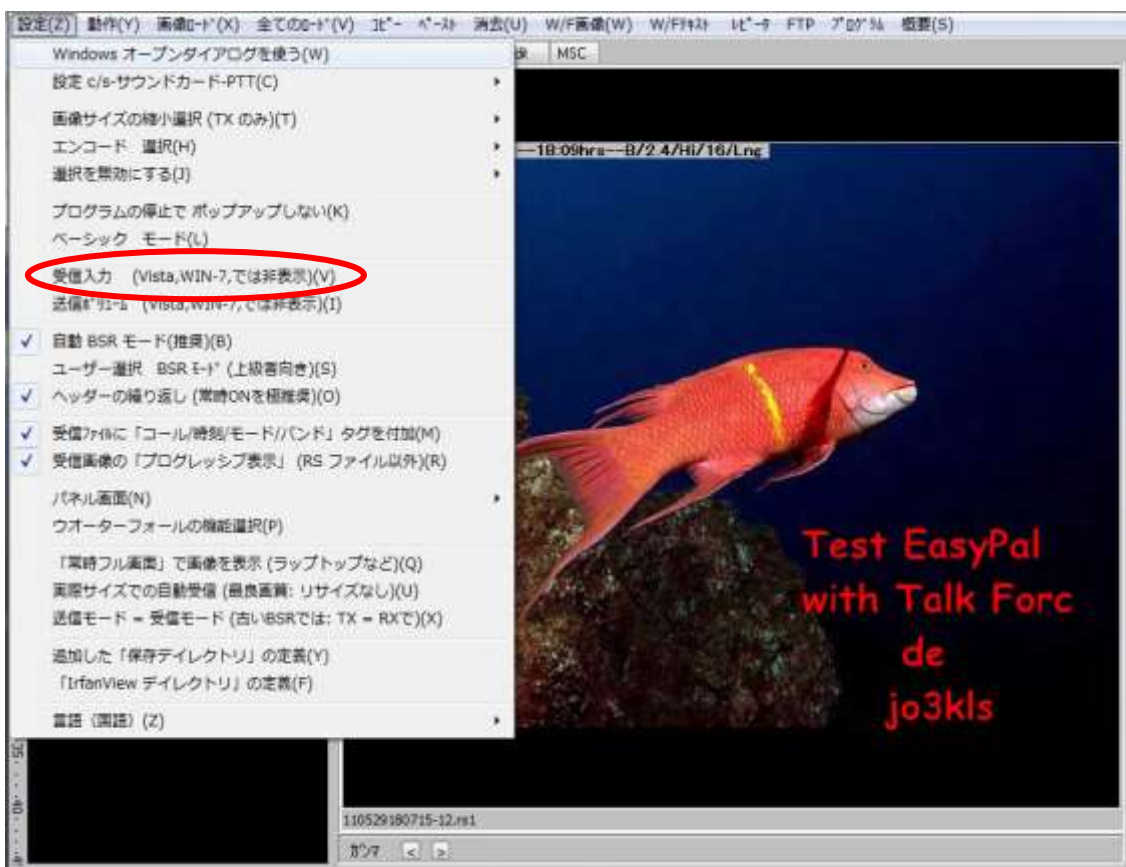 設定(Z) 動作(Y) 画像ﾛｰﾄﾞ(X) 全てのﾛｰﾄﾞ(V) ｺﾋﾟｰ ﾍﾟｰｽﾄ 消去(U) W/F画像(W) W/Fﾃｷｽﾄ ﾚﾋﾟｰﾀ FTP ﾌﾟﾛｸﾞﾗﾑ 概要(S)
MSC
Windows オープンダイアログを使う(W)
設定 c/s-サウンドカード-PTT(C)
画像サイズの縮小選択 (TX のみ)(T)
エンコード 選択(H)
選択を無効にする(J)
プログラムの停止で ポップアップしない(K)
ベーシック モード(L)
受信入力 (Vista,WIN-7,では非表示)(V)
送信ﾎﾞﾘｭｰﾑ (Vista,WIN-7,では非表示)(I)
自動 BSR モード(推奨)(B)
ユーザー選択 BSR ﾓｰﾄﾞ (上級者向き)(S)
ヘッダーの繰り返し (常時ONを極推奨)(O)
受信ﾌｧｲﾙに「コール/時刻/モード/バンド」タグを付加(M)
受信画像の「プログレッシブ表示」 (RS ファイル以外)(R)
パネル画面(N)
ウオーターフォールの機能選択(P)
「常時フル画面」で画像を表示 (ラップトップなど)(Q)
実際サイズでの自動受信 (最良画質: リサイズなし)(U)
送信モード = 受信モード (古いBSRでは: TX = RXで)(X)
追加した「保存デイレクトリ」の定義(Y)
「IrfanView デイレクトリ」の定義(F)
言語 (国語) (Z)
--18:09hrs--B/2.4/Hi/16/Lng
Test EasyPal
with Talk Forc
de
jo3kls
35
40
110529180715-12.rs1
ｶﾞﾝﾏ < >